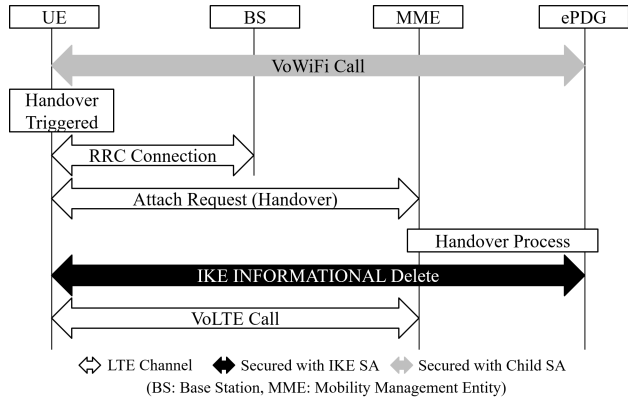 UE BS MME ePDG
VoWiFi Call
Handover
Triggered
RRC Connection
Attach Request (Handover)
Handover Process
IKE INFORMATIONAL Delete
VoLTE Call
LTE Channel Secured with IKE SA Secured with Child SA
(BS: Base Station, MME: Mobility Management Entity)